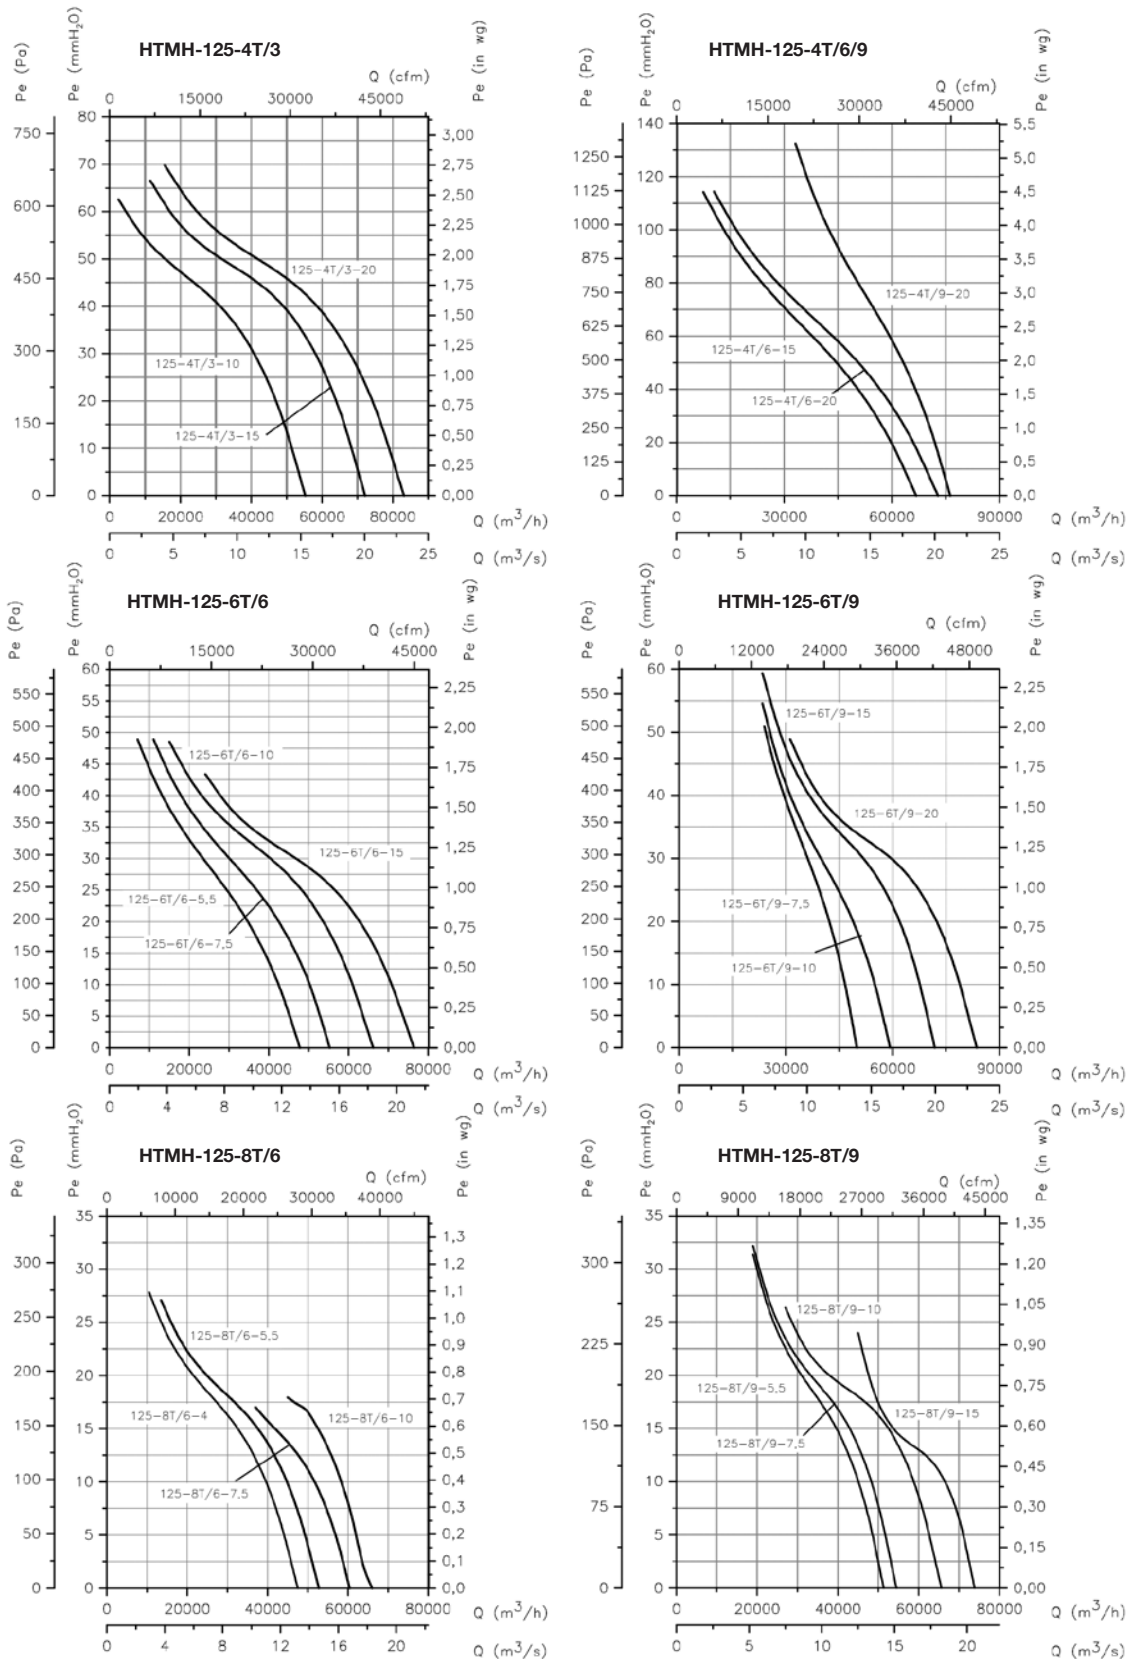 HTMH-125-4T/3
Pe (Pa)
Pe (mmH2O)
Pe (in wg)
Q (cfm)
0 15000 30000 45000
750 600 450 300 150 0
80 70 60 50 40 30 20 10 0
3,00 2,75 2,50 2,25 2,00 1,75 1,50 1,25 1,00 0,75 0,50 0,25 0,00
125-4T/3-20
125-4T/3-10
125-4T/3-15
0 20000 40000 60000 80000 Q (m3/h)
0 5 10 15 20 25 Q (m3/s)
HTMH-125-4T/6/9
Pe (Pa)
Pe (mmH2O)
Pe (in wg)
Q (cfm)
0 15000 30000 45000
1250 1125 1000 875 750 625 500 375 250 125 0
140 120 100 80 60 40 20 0
5,5 5,0 4,5 4,0 3,5 3,0 2,5 2,0 1,5 1,0 0,5 0,0
125-4T/9-20
125-4T/6-15
125-4T/6-20
0 30000 60000 90000 Q (m3/h)
0 5 10 15 20 25 Q (m3/s)
HTMH-125-6T/6
Pe (Pa)
Pe (mmH2O)
Pe (in wg)
Q (cfm)
0 15000 30000 45000
550 500 450 400 350 300 250 200 150 100 50 0
60 55 50 45 40 35 30 25 20 15 10 5 0
2,25 2,00 1,75 1,50 1,25 1,00 0,75 0,50 0,25 0,00
125-6T/6-10
125-6T/6-15
125-6T/6-5,5
125-6T/6-7,5
0 20000 40000 60000 80000 Q (m3/h)
0 4 8 12 16 20 Q (m3/s)
HTMH-125-6T/9
Pe (Pa)
Pe (mmH2O)
Pe (in wg)
Q (cfm)
0 12000 24000 36000 48000
550 500 450 400 350 300 250 200 150 100 50 0
60 50 40 30 20 10 0
2,25 2,00 1,75 1,50 1,25 1,00 0,75 0,50 0,25 0,00
125-6T/9-15
125-6T/9-20
125-6T/9-7,5
125-6T/9-10
0 30000 60000 90000 Q (m3/h)
0 5 10 15 20 25 Q (m3/s)
HTMH-125-8T/6
Pe (Pa)
Pe (mmH2O)
Pe (in wg)
Q (cfm)
0 10000 20000 30000 40000
300 250 200 150 100 50 0
35 30 25 20 15 10 5 0
1,3 1,2 1,1 1,0 0,9 0,8 0,7 0,6 0,5 0,4 0,3 0,2 0,1 0,0
125-8T/6-5,5
125-8T/6-4
125-8T/6-10
125-8T/6-7,5
0 20000 40000 60000 80000 Q (m3/h)
0 4 8 12 16 20 Q (m3/s)
HTMH-125-8T/9
Pe (Pa)
Pe (mmH2O)
Pe (in wg)
Q (cfm)
0 9000 18000 27000 36000 45000
300 225 150 75 0
35 30 25 20 15 10 5 0
1,35 1,20 1,05 0,90 0,75 0,60 0,45 0,30 0,15 0,00
125-8T/9-10
125-8T/9-5,5
125-8T/9-15
125-8T/9-7,5
0 20000 40000 60000 80000 Q (m3/h)
0 5 10 15 20 Q (m3/s)